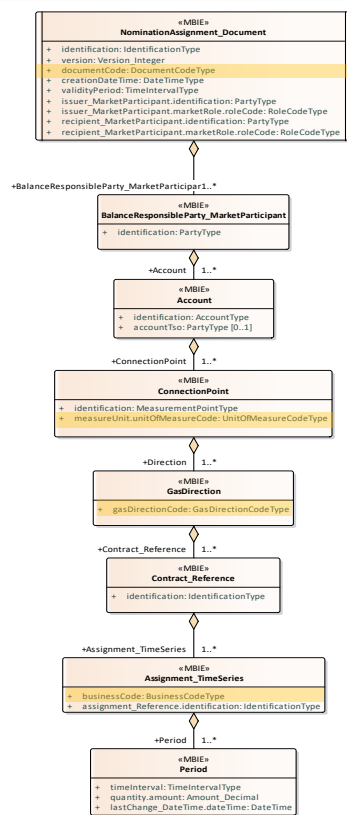 «MBIE»
NominationAssignment_Document
+ identification: IdentificationType
+ version: Version_Integer
+ documentCode: DocumentCodeType
+ creationDateTime: DateTimeType
+ validityPeriod: TimeIntervalType
+ issuer_MarketParticipant.identification: PartyType
+ issuer_MarketParticipant.marketRole.roleCode: RoleCodeType
+ recipient_MarketParticipant.identification: PartyType
+ recipient_MarketParticipant.marketRole.roleCode: RoleCodeType
+BalanceResponsibleParty_MarketParticipar1..*
«MBIE»
BalanceResponsibleParty_MarketParticipant
+ identification: PartyType
+Account 1..*
«MBIE»
Account
+ identification: AccountType
+ accountTso: PartyType [0..1]
+ConnectionPoint 1..*
«MBIE»
ConnectionPoint
+ identification: MeasurementPointType
+ measureUnit.unitOfMeasureCode: UnitOfMeasureCodeType
+Direction 1..*
«MBIE»
GasDirection
+ gasDirectionCode: GasDirectionCodeType
+Contract_Reference 1..*
«MBIE»
Contract_Reference
+ identification: IdentificationType
+Assignment_TimeSeries 1..*
«MBIE»
Assignment_TimeSeries
+ businessCode: BusinessCodeType
+ assignment_Reference.identification: IdentificationType
+Period 1..*
«MBIE»
Period
+ timeInterval: TimeIntervalType
+ quantity.amount: Amount_Decimal
+ lastChange_DateTime.dateTime: DateTime